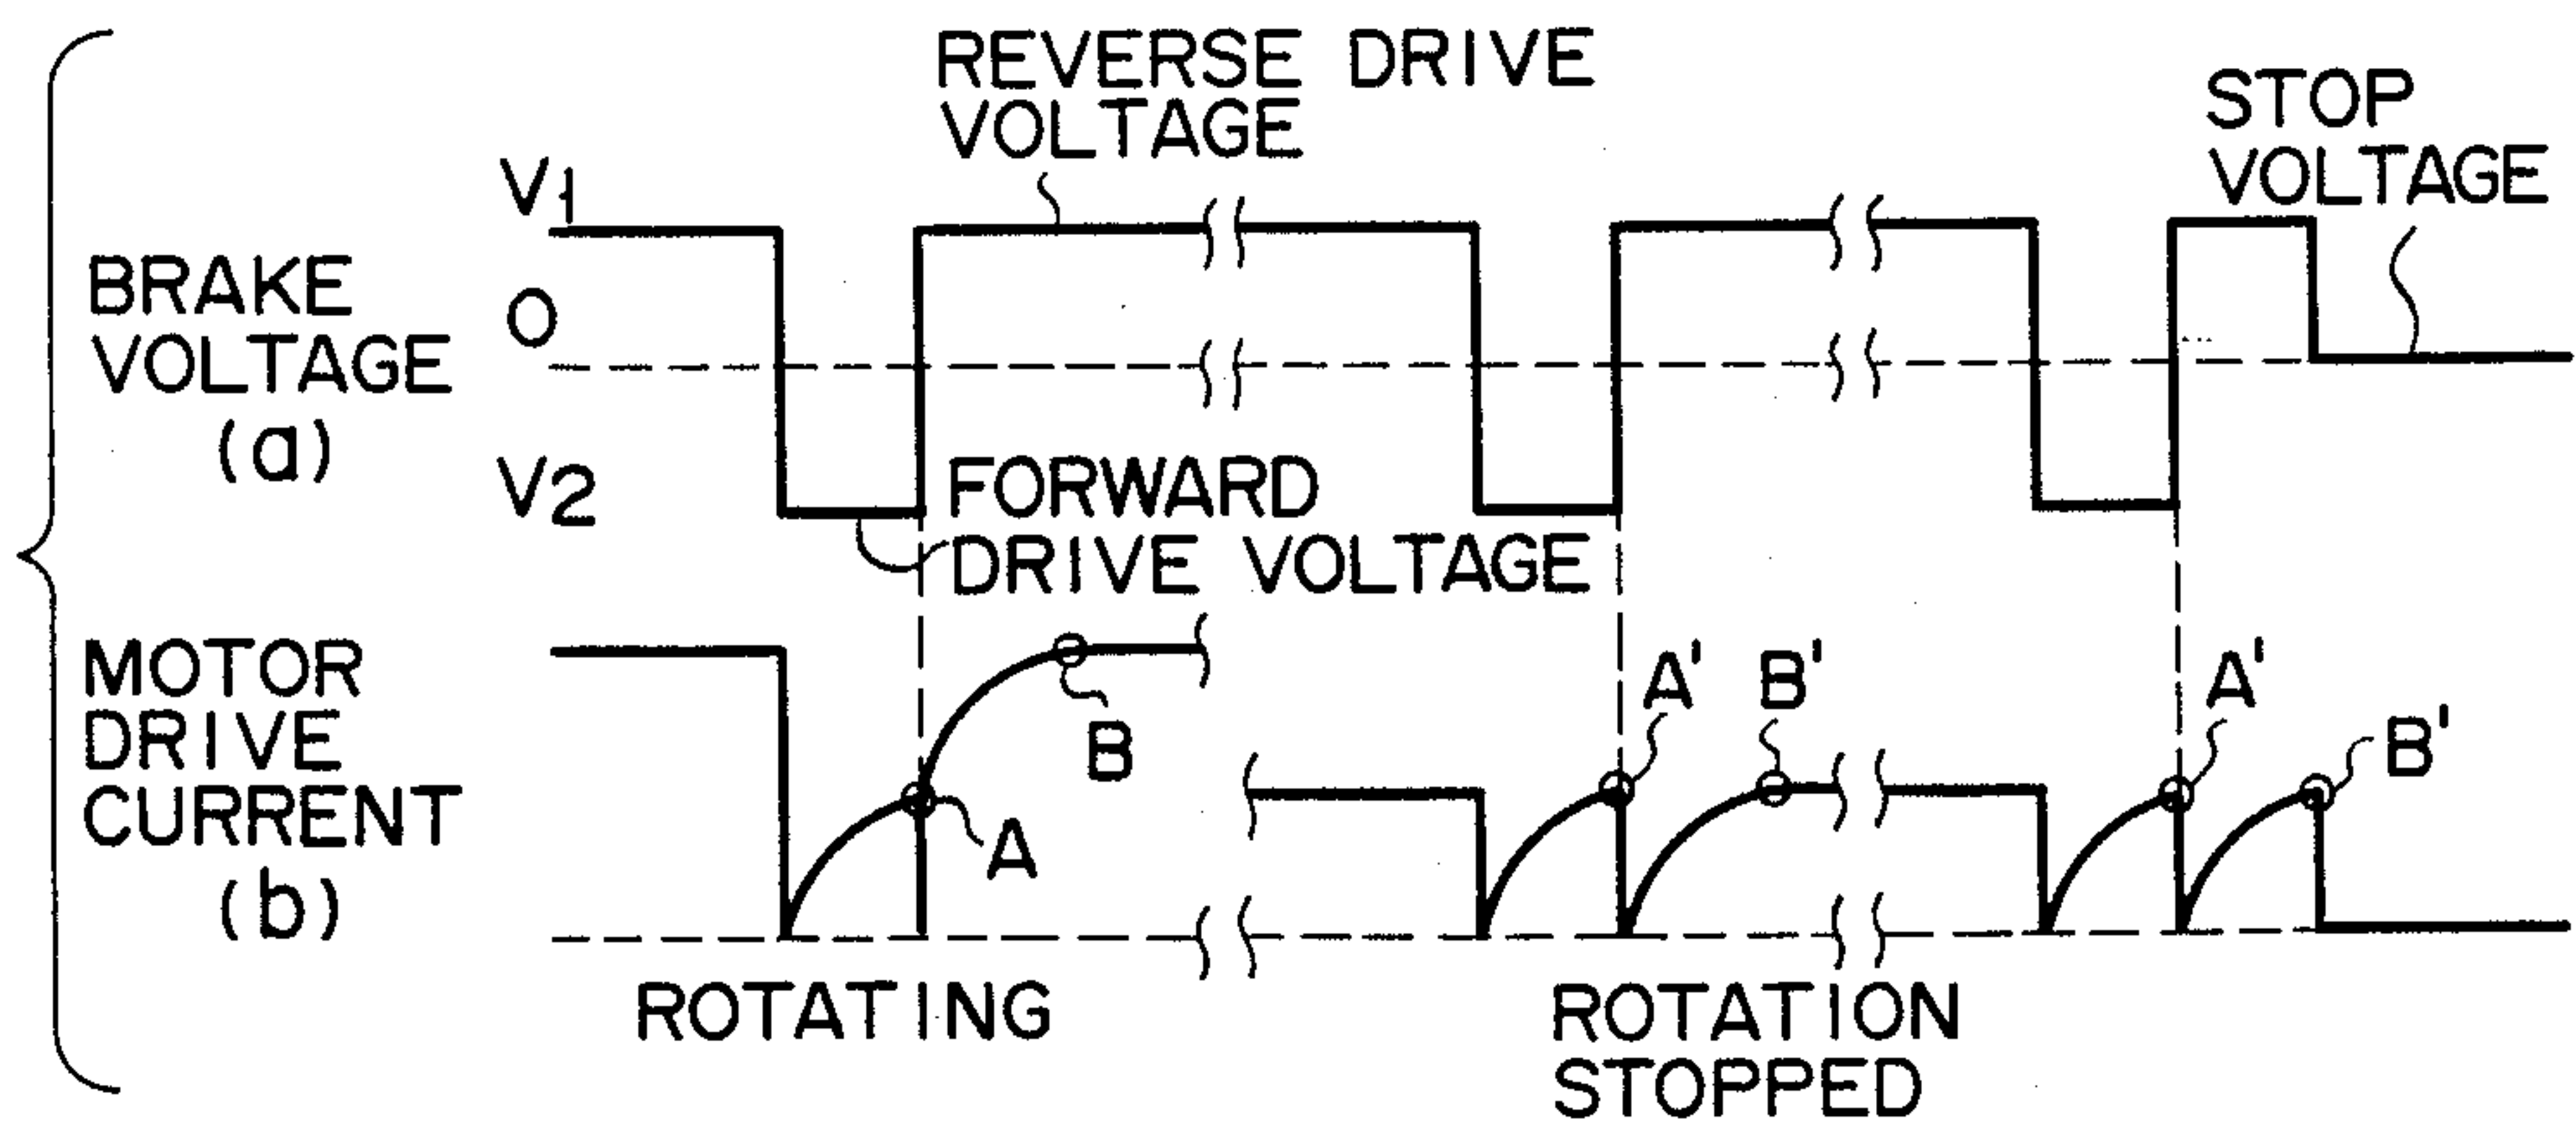 REVERSE DRIVE
VOLTAGE
STOP
VOLTAGE
V1
BRAKE
VOLTAGE
(a)
O
V2
FORWARD
DRIVE VOLTAGE
MOTOR
DRIVE
CURRENT
(b)
B
A
A'
B'
A'
B'
ROTATING
ROTATION
STOPPED